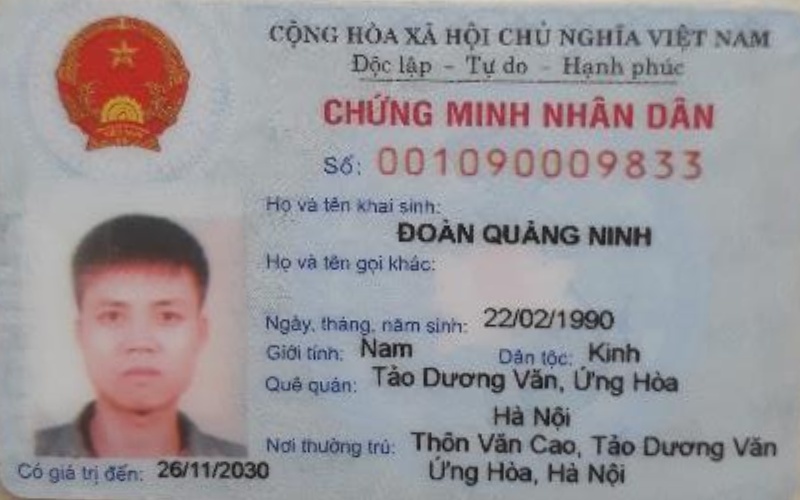 CỘNG HÒA XÃ HỘI CHỦ NGHĨA VIỆT NAM
Độc lập - Tự do - Hạnh phúc
CHỨNG MINH NHÂN DÂN
Số: 001090009833
Họ và tên khai sinh:
ĐOÀN QUẢNG NINH
Họ và tên gọi khác:
Ngày, tháng, năm sinh: 22/02/1990
Giới tính: Nam Dân tộc: Kinh
Quê quán: Tảo Dương Văn, Ứng Hòa
Hà Nội
Nơi thường trú: Thôn Văn Cao, Tảo Dương Văn
Ứng Hòa, Hà Nội
Có giá trị đến: 26/11/2030